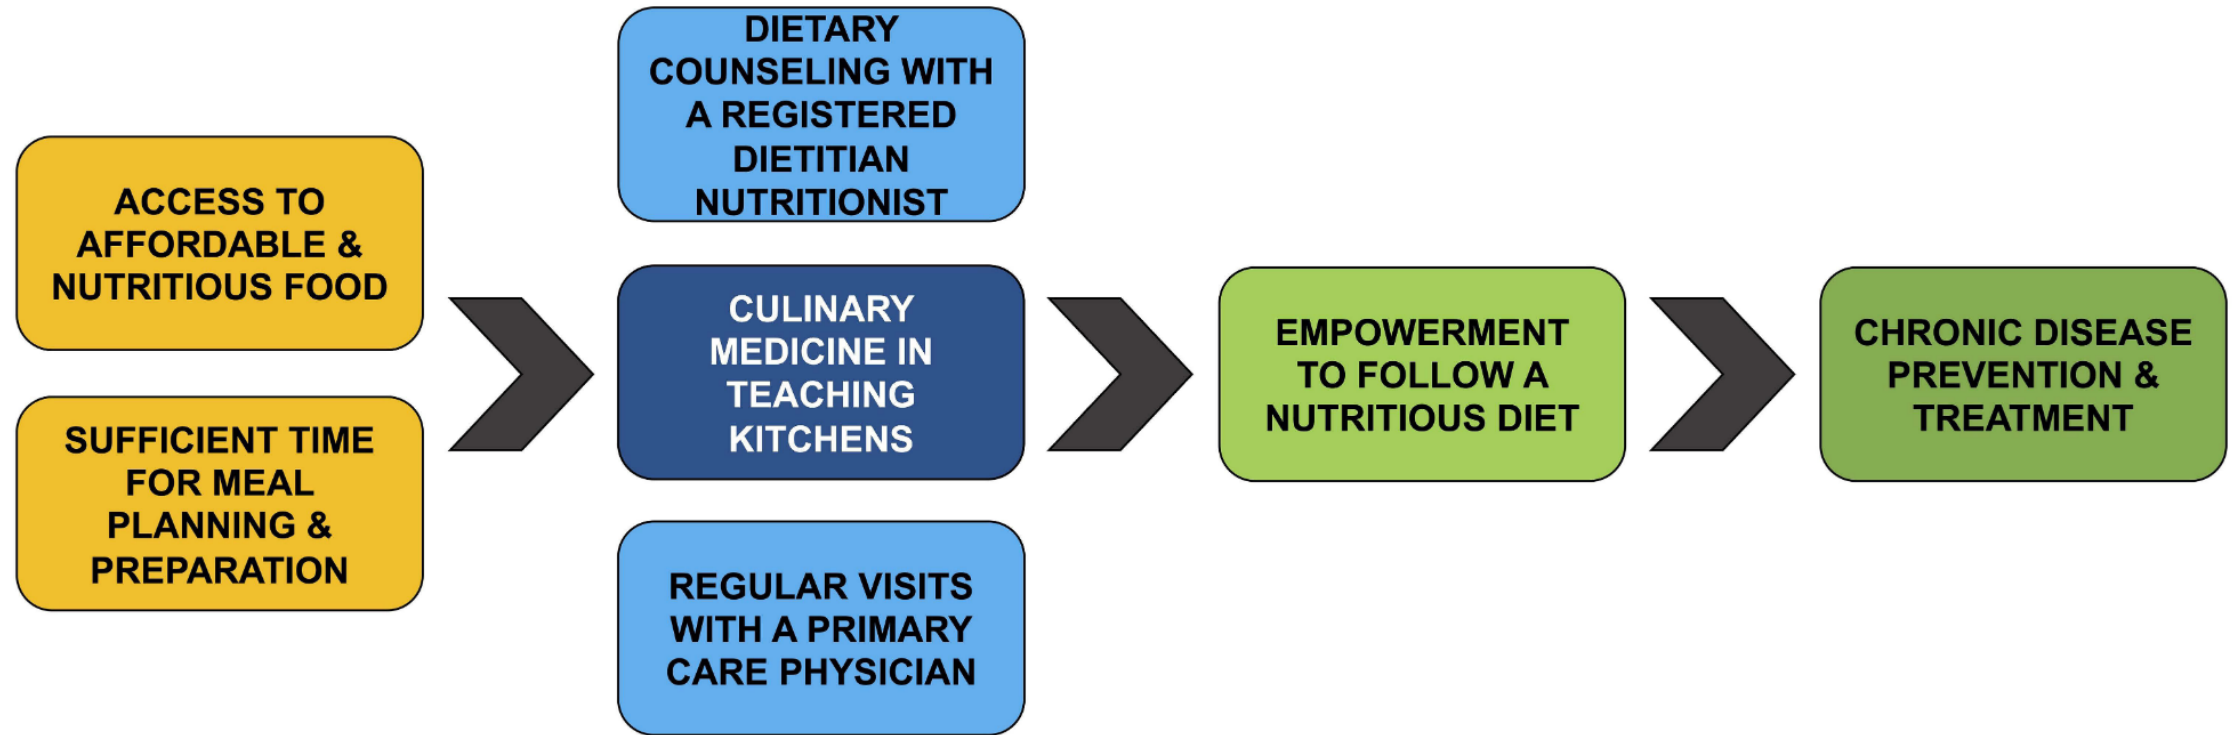 ACCESS TO
AFFORDABLE &
NUTRITIOUS FOOD
SUFFICIENT TIME
FOR MEAL
PLANNING &
PREPARATION
DIETARY
COUNSELING WITH
A REGISTERED
DIETITIAN
NUTRITIONIST
CULINARY
MEDICINE IN
TEACHING
KITCHENS
REGULAR VISITS
WITH A PRIMARY
CARE PHYSICIAN
EMPOWERMENT
TO FOLLOW A
NUTRITIOUS DIET
CHRONIC DISEASE
PREVENTION &
TREATMENT